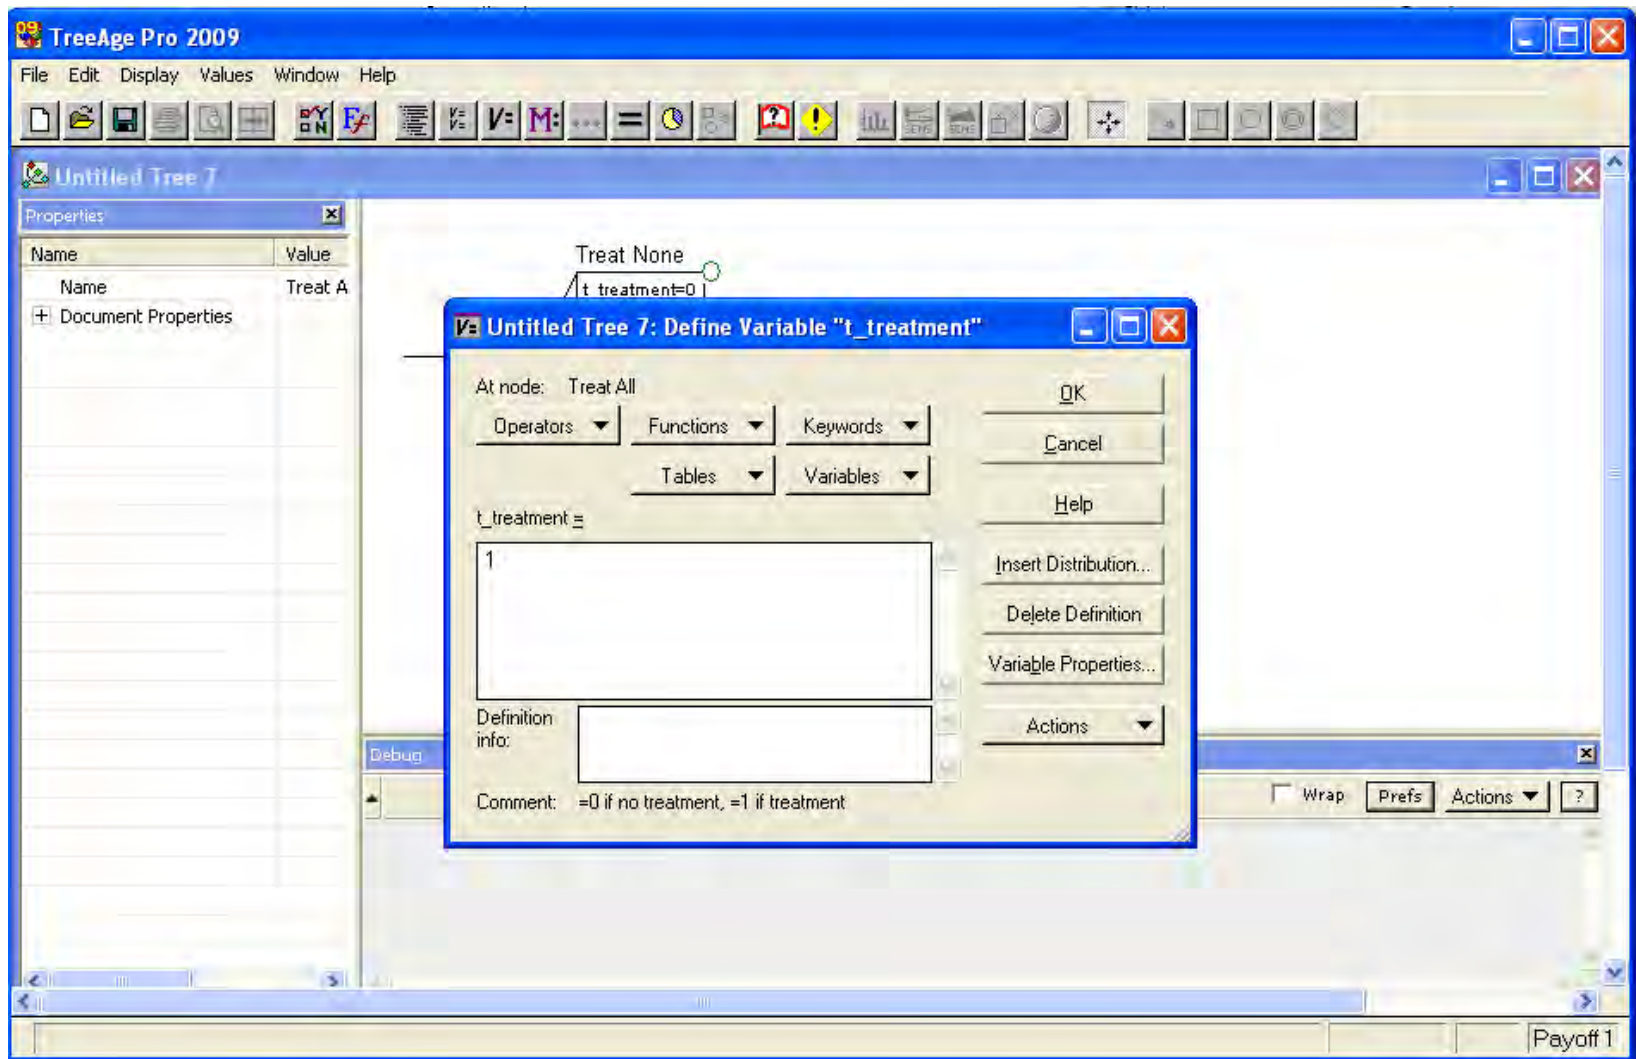 TreeAge Pro 2009
File Edit Display Values Window Help
Untitled Tree 7
Properties
Name Value
Name Treat A
Document Properties
Treat None
t_treatment=0
Untitled Tree 7: Define Variable "t_treatment"
At node: Treat All
Operators Functions Keywords
Tables Variables
t_treatment =
1
Definition
info:
Comment: =0 if no treatment, =1 if treatment
OK
Cancel
Help
Insert Distribution...
Delete Definition
Variable Properties...
Actions
Debug
Wrap Prefs Actions ?
Payoff 1